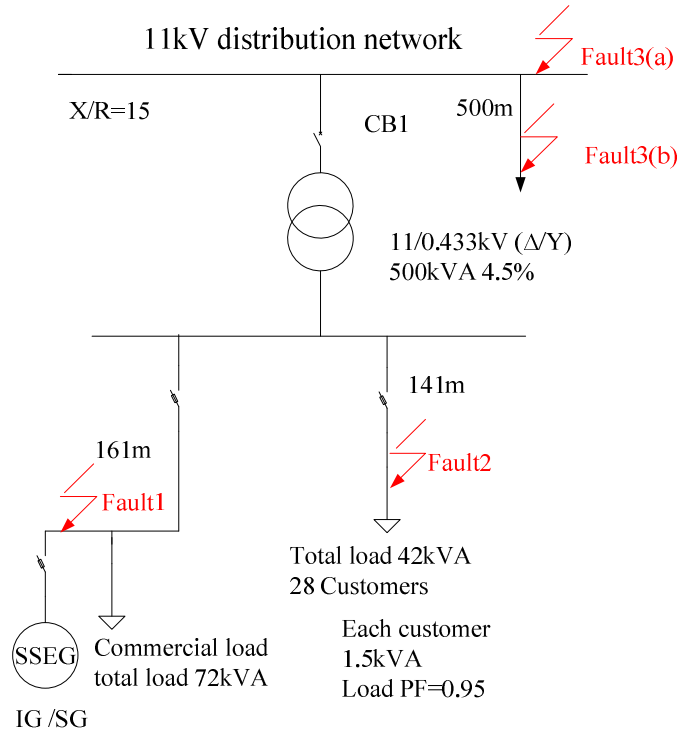 11kV distribution network
Fault3(a)
X/R=15
CB1
500m
Fault3(b)
11/0.433kV (Δ/Y)
500kVA 4.5%
141m
161m
Fault1
Fault2
Total load 42kVA
28 Customers
SSEG
Commercial load
total load 72kVA
Each customer
1.5kVA
Load PF=0.95
IG /SG